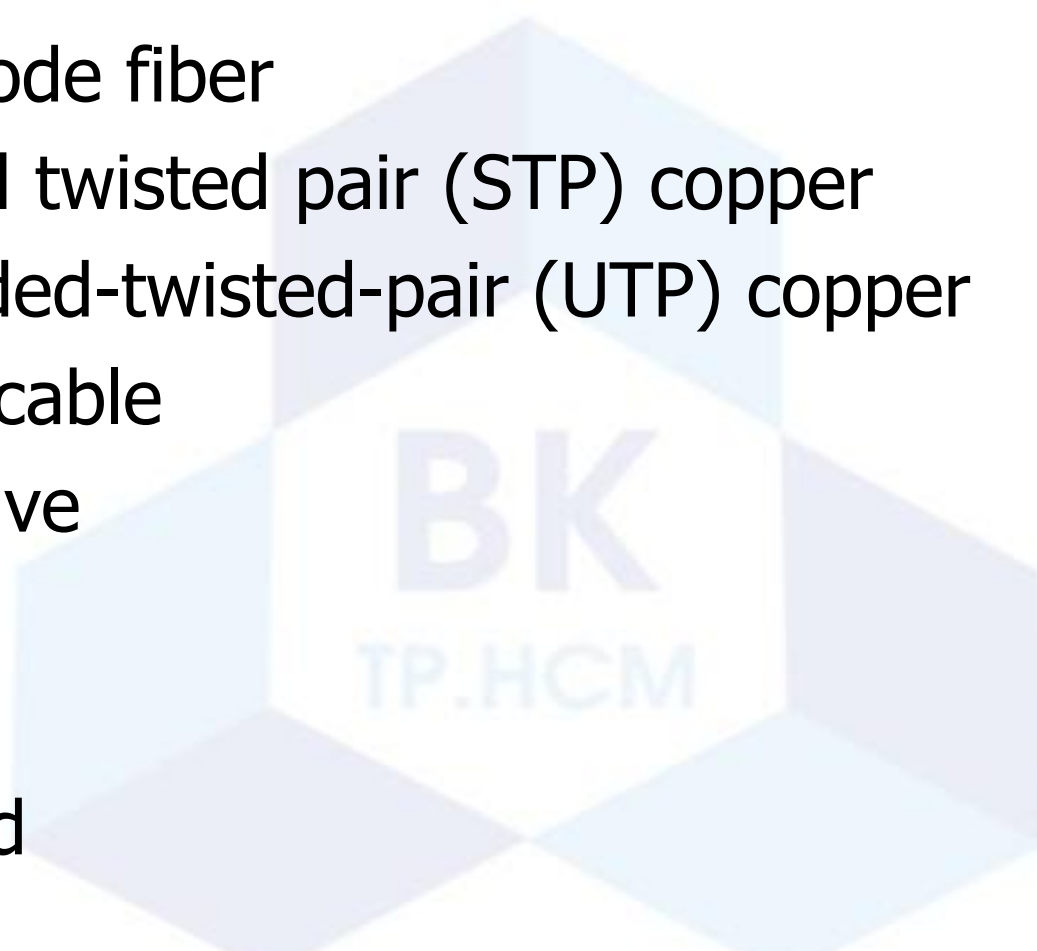 ode fiber
twisted pair (STP) copper
ded-twisted-pair (UTP) copper
cable
ve
d
BK
TP.HCM